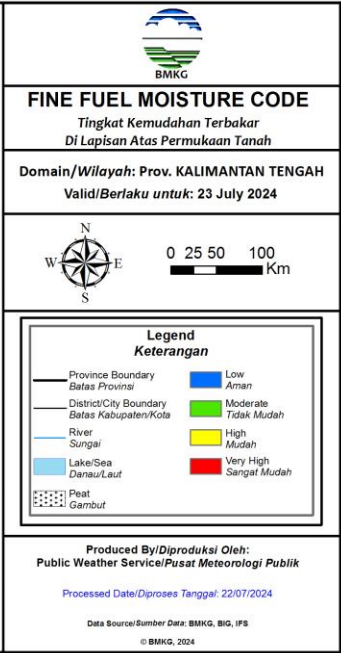 BMKG
FINE FUEL MOISTURE CODE
Tingkat Kemudahan Terbakar
Di Lapisan Atas Permukaan Tanah
Domain/Wilayah: Prov. KALIMANTAN TENGAH
Valid/Berlaku untuk: 23 July 2024
N
W E
S
0 25 50 100
Km
Legend
Keterangan
Province Boundary
Batas Provinsi
District/City Boundary
Batas Kabupaten/Kota
River
Sungai
Lake/Sea
Danau/Laut
Peat
Gambut
Low
Aman
Moderate
Tidak Mudah
High
Mudah
Very High
Sangat Mudah
Produced By/Diproduksi Oleh:
Public Weather Service/Pusat Meteorologi Publik
Processed Date/Diproses Tanggal: 22/07/2024
Data Source/Sumber Data: BMKG, BIG, IFS
© BMKG, 2024